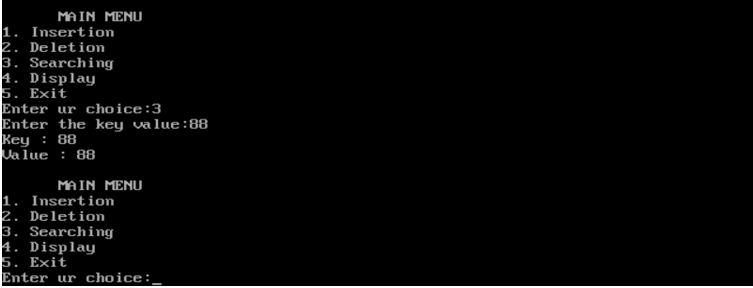 MAIN MENU
1. Insertion
2. Deletion
3. Searching
4. Display
5. Exit
Enter ur choice:3
Enter the key value:88
Key : 88
Value : 88
MAIN MENU
1. Insertion
2. Deletion
3. Searching
4. Display
5. Exit
Enter ur choice:_